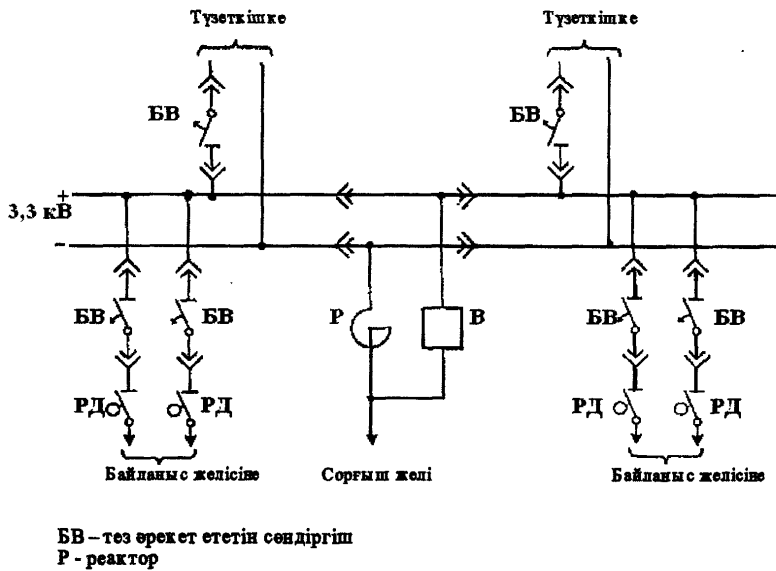 Түзеткішке Түзеткішке
БВ БВ
+
3,3 кВ
−
БВ БВ Р В БВ БВ
РД РД РД РД
Байланыс желісіне Сорғыш желі Байланыс желісіне
БВ – тез әрекет ететін сөндіргіш
Р - реактор